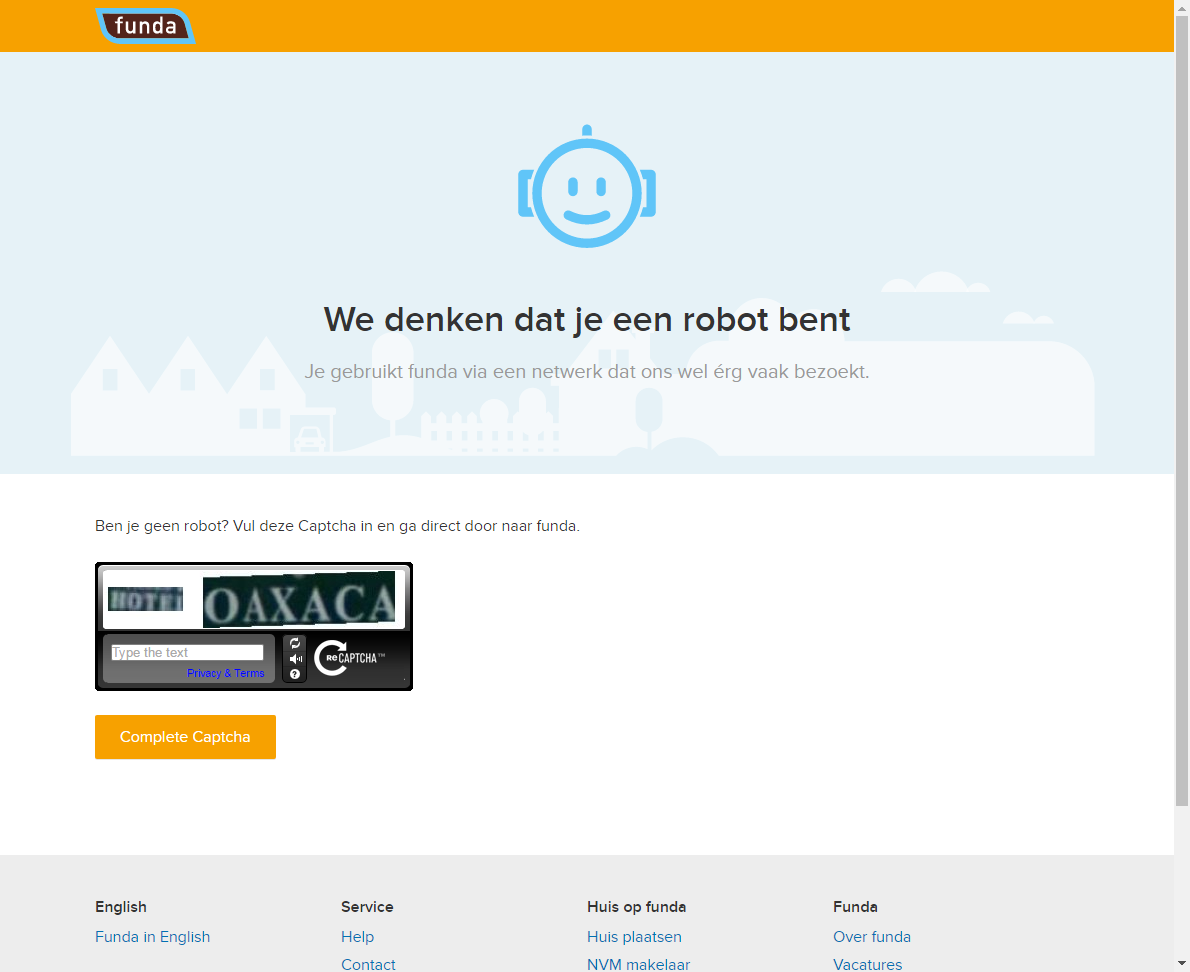 funda
We denken dat je een robot bent
Je gebruikt funda via een netwerk dat ons wel érg vaak bezoekt.
Ben je geen robot? Vul deze Captcha in en ga direct door naar funda.
HOTEL OAXACA
Type the text
Privacy & Terms
? reCAPTCHA™
Complete Captcha
English Service Huis op funda Funda
Funda in English Help Huis plaatsen Over funda
Contact NVM makelaar Vacatures